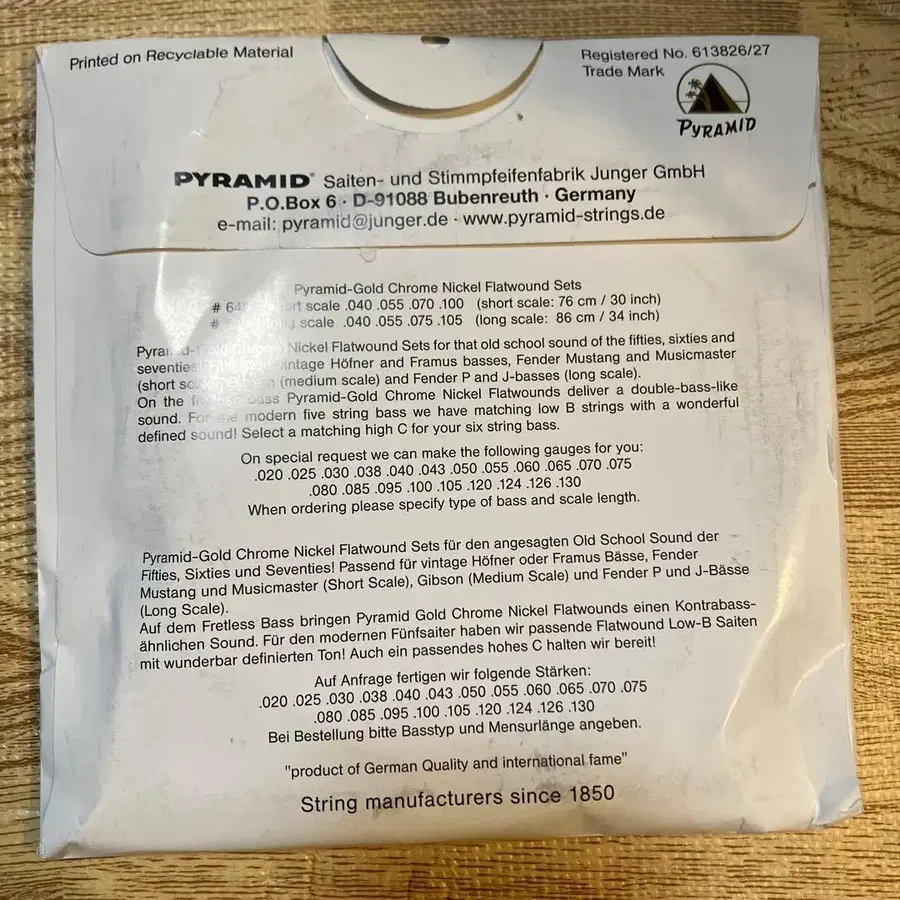 Printed on Recyclable Material
Registered No. 613826/27
Trade Mark
PYRAMID
PYRAMID® Saiten- und Stimmpfeifenfabrik Junger GmbH
P.O.Box 6 · D-91088 Bubenreuth · Germany
e-mail: pyramid@junger.de · www.pyramid-strings.de
Pyramid-Gold Chrome Nickel Flatwound Sets
# scale .040 .055 .070 .100 (short scale: 76 cm / 30 inch)
# scale .040 .055 .075 .105 (long scale: 86 cm / 34 inch)
Nickel Flatwound Sets for that old school sound of the fifties, sixties and
seventies vintage Höfner and Framus basses, Fender Mustang and Musicmaster
(short (medium scale) and Fender P and J-basses (long scale).
On the bass Pyramid-Gold Chrome Nickel Flatwounds deliver a double-bass-like
sound. For the modern five string bass we have matching low B strings with a wonderful
defined sound! Select a matching high C for your six string bass.
On special request we can make the following gauges for you:
.020 .025 .030 .038 .040 .043 .050 .055 .060 .065 .070 .075
.080 .085 .095 .100 .105 .120 .124 .126 .130
When ordering please specify type of bass and scale length.
Pyramid-Gold Chrome Nickel Flatwound Sets für den angesagten Old School Sound der
Fifties, Sixties und Seventies! Passend für vintage Höfner oder Framus Bässe, Fender
Mustang und Musicmaster (Short Scale), Gibson (Medium Scale) und Fender P und J-Bässe
(Long Scale).
Auf dem Fretless Bass bringen Pyramid Gold Chrome Nickel Flatwounds einen Kontrabass-
ähnlichen Sound. Für den modernen Fünfsaiter haben wir passende Flatwound Low-B Saiten
mit wunderbar definierten Ton! Auch ein passendes hohes C halten wir bereit!
Auf Anfrage fertigen wir folgende Stärken:
.020 .025 .030 .038 .040 .043 .050 .055 .060 .065 .070 .075
.080 .085 .095 .100 .105 .120 .124 .126 .130
Bei Bestellung bitte Basstyp und Mensurlänge angeben.
"product of German Quality and international fame"
String manufacturers since 1850